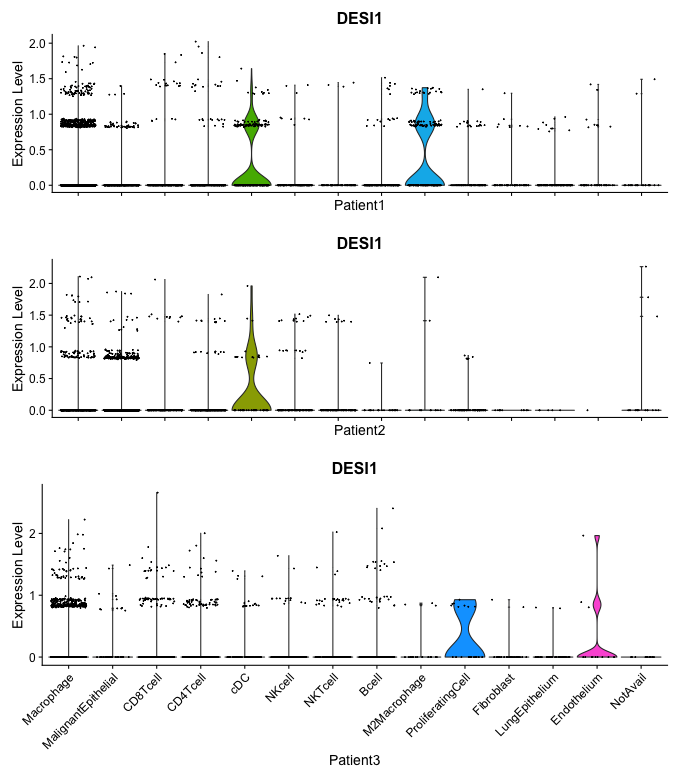 DESI1
Expression Level
2.0
1.5
1.0
0.5
0.0
Patient1
DESI1
Expression Level
2.0
1.5
1.0
0.5
0.0
Patient2
DESI1
Expression Level
2
1
0
Macrophage
MalignantEpithelial
CD8Tcell
CD4Tcell
cDC
NKcell
NKTcell
Bcell
M2Macrophage
ProliferatingCell
Fibroblast
LungEpithelium
Endothelium
NotAvail
Patient3